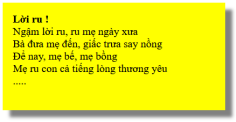 Lời ru !
Ngậm lời ru, ru mẹ ngày xưa
Bà đưa mẹ đến, giấc trưa say nồng
Để nay, mẹ bế, mẹ bồng
Mẹ ru con cả tiếng lòng thương yêu
.....